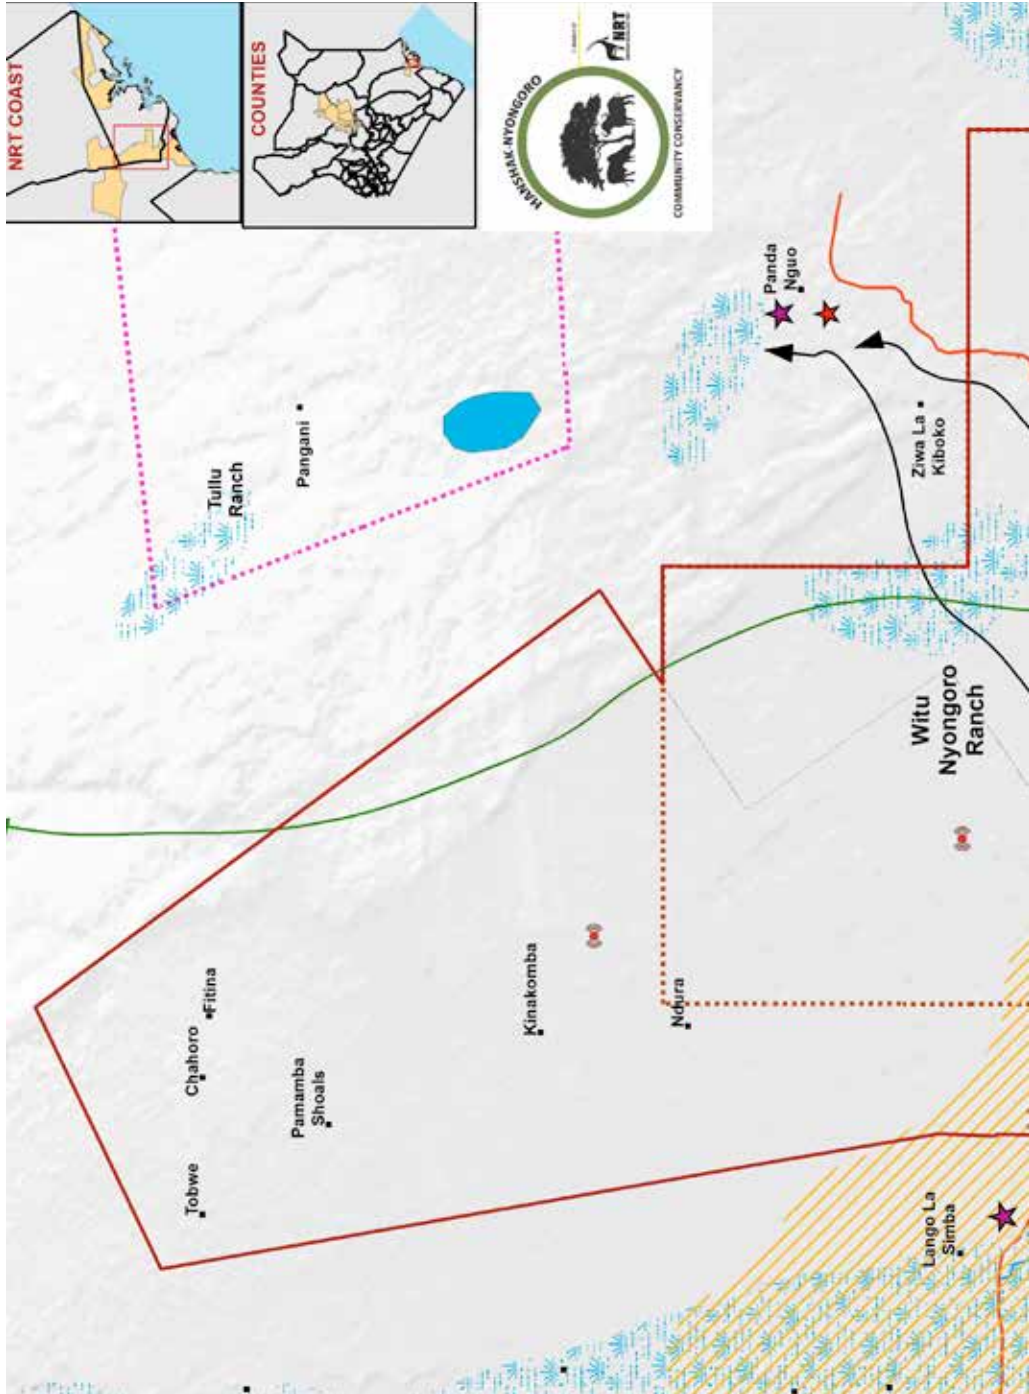 NRT COAST
COUNTIES
HANSHAK-NYONGORO
COMMUNITY CONSERVANCY
NRT
Tullu
Ranch
Pangani
Panda
Nguo
Ziwa La
Kiboko
Witu
Nyongoro
Ranch
Fitina
Chahoro
Tobwe
Pamamba
Shoals
Kinakomba
Ndura
Lango La
Simba